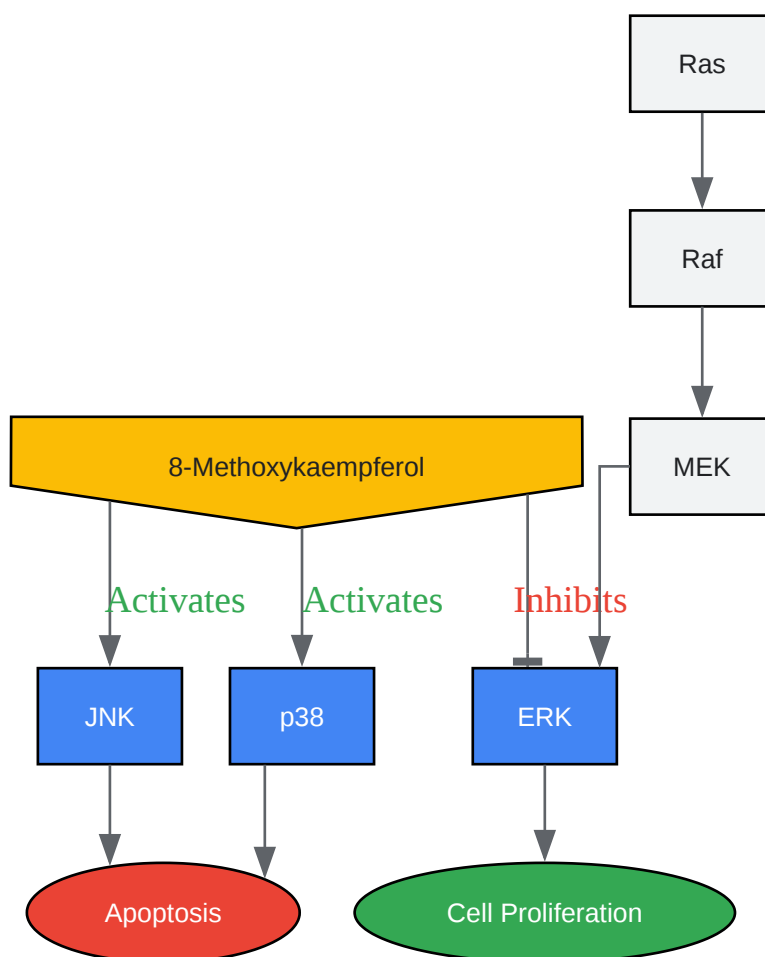 Ras
Raf
8-Methoxykaempferol
MEK
Activates
Activates
Inhibits
JNK
p38
ERK
Apoptosis
Cell Proliferation